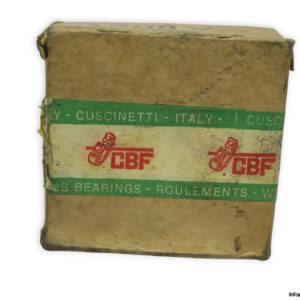 Y - CUSCINETTI - ITALY - CUSC
CBF CBF
S BEARINGS - ROULEMENTS - W